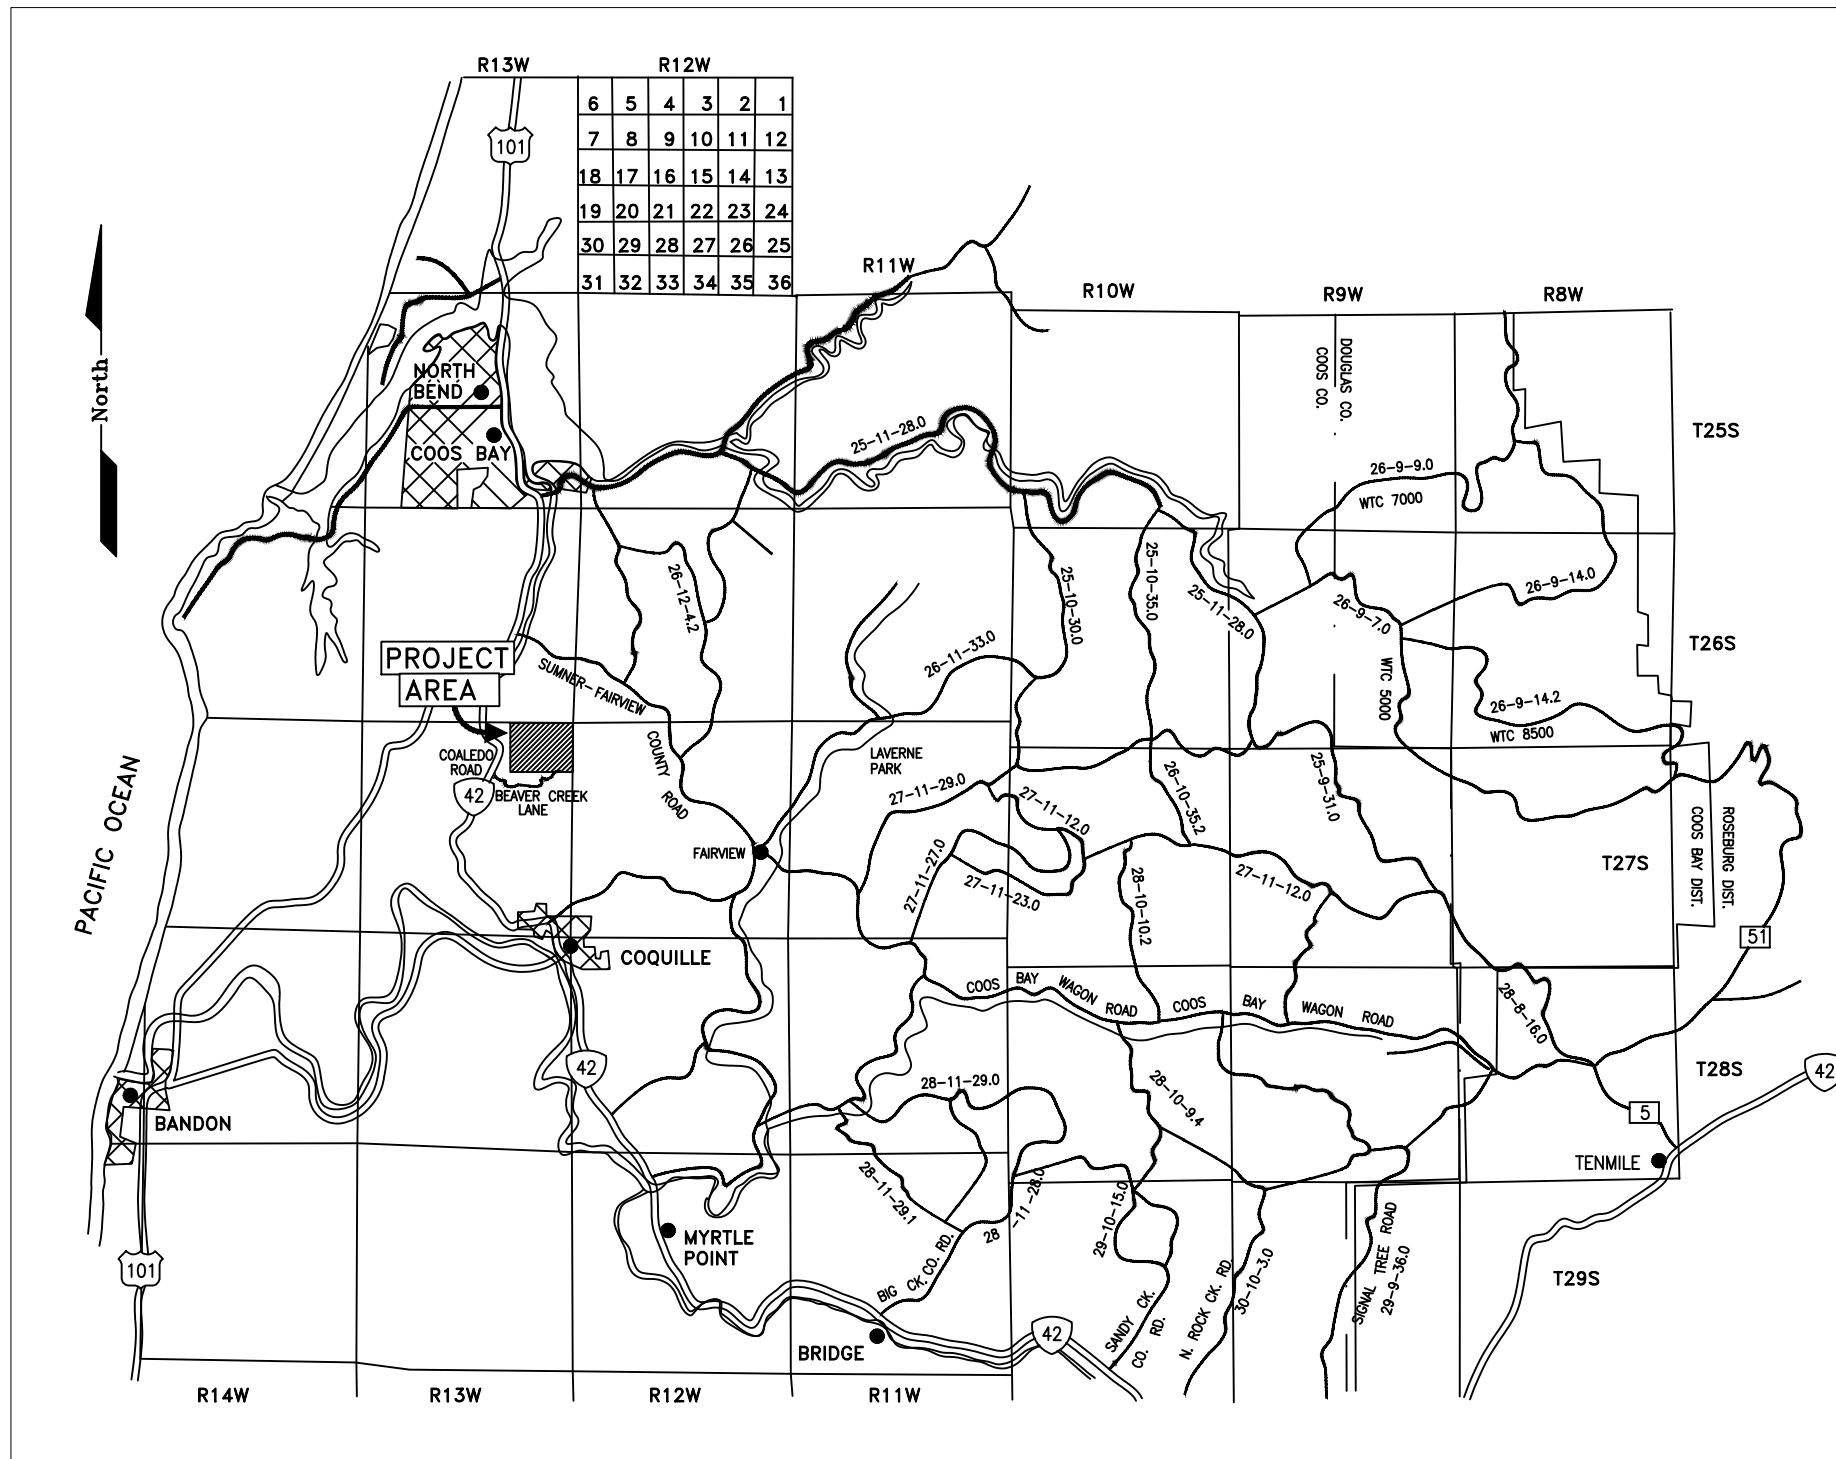 R13W
R12W
6 5 4 3 2 1
7 8 9 10 11 12
18 17 16 15 14 13
19 20 21 22 23 24
30 29 28 27 26 25
31 32 33 34 35 36
101
North
R11W
R10W
R9W
R8W
DOUGLAS CO.
COOS CO.
NORTH
BEND
COOS BAY
25-11-28.0
26-9-9.0
WTC 7000
T25S
26-12-4.2
25-10-30.0
25-10-35.0
25-11-28.0
26-9-7.0
26-9-14.0
T26S
PROJECT
AREA
SUMNER-FAIRVIEW
COUNTY
ROAD
26-11-33.0
WTC 5000
26-9-14.2
WTC 8500
PACIFIC OCEAN
COALEDO
ROAD
42
BEAVER CREEK
LANE
LAVERNE
PARK
27-11-29.0
27-11-12.0
26-10-35.2
25-9-31.0
ROSEBURG DIST.
COOS BAY DIST.
FAIRVIEW
27-11-27.0
27-11-23.0
28-10-10.2
27-11-12.0
T27S
51
COQUILLE
COOS BAY WAGON ROAD COOS BAY WAGON ROAD
28-8-16.0
42
28-11-29.0
28-10-9.4
T28S
42
BANDON
5
TENMILE
28-11-29.1
28-11-28.0
29-10-15.0
MYRTLE
POINT
BIG CK. CO. RD.
101
30-10-3.0
N. ROCK CK. RD.
SIGNAL TREE ROAD
29-9-36.0
T29S
BRIDGE
42
SANDY CK.
CO. RD.
R14W
R13W
R12W
R11W